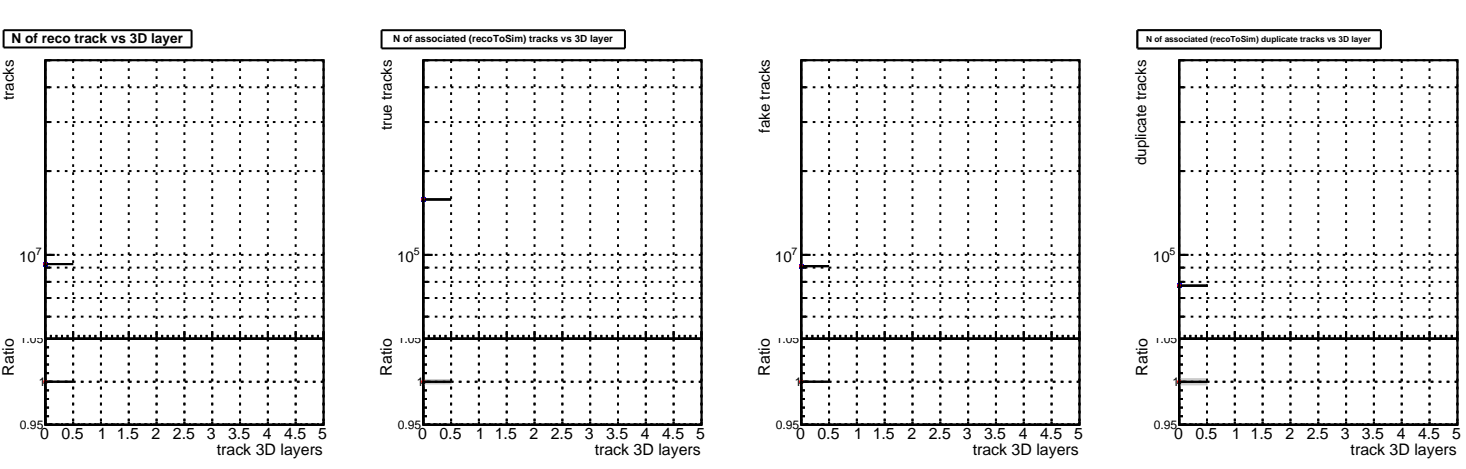 N of reco track vs 3D layer
tracks
10^7
1.05
Ratio
1
0.95
0 0.5 1 1.5 2 2.5 3 3.5 4 4.5 5
track 3D layers
N of associated (recoToSim) tracks vs 3D layer
true tracks
10^5
1.05
Ratio
1
0.95
0 0.5 1 1.5 2 2.5 3 3.5 4 4.5 5
track 3D layers
fake tracks
10^7
1.05
Ratio
1
0.95
0 0.5 1 1.5 2 2.5 3 3.5 4 4.5 5
track 3D layers
N of associated (recoToSim) duplicate tracks vs 3D layer
duplicate tracks
10^5
1.05
Ratio
1
0.95
0 0.5 1 1.5 2 2.5 3 3.5 4 4.5 5
track 3D layers